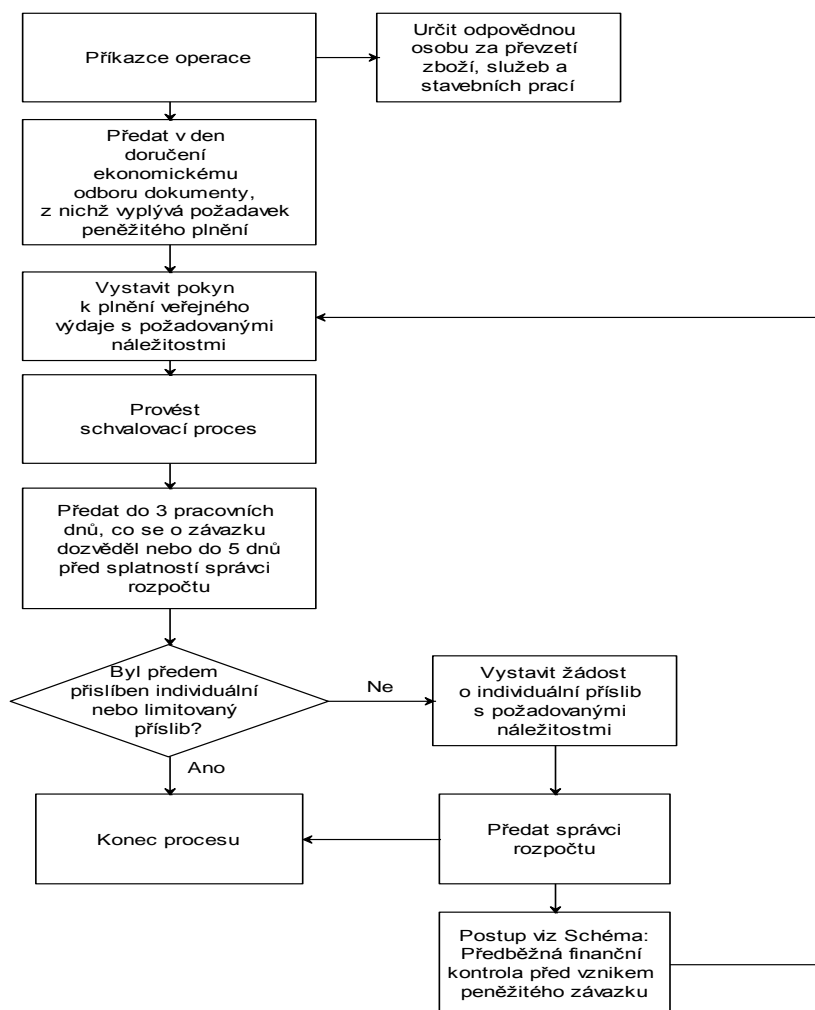 Příkazce operace
Určit odpovědnou
osobu za převzetí
zboží, služeb a
stavebních prací
Předat v den
doručení
ekonomickému
odboru dokumenty,
z nichž vyplývá požadavek
peněžitého plnění
Vystavit pokyn
k plnění veřejného
výdaje s požadovanými
náležitostmi
Provést
schvalovací proces
Předat do 3 pracovních
dnů, co se o závazku
dozvěděl nebo do 5 dnů
před splatností správci
rozpočtu
Byl předem
přislíben individuální
nebo limitovaný
příslib?
Ne
Vystavit žádost
o individuální příslib
s požadovanými
náležitostmi
Ano
Konec procesu
Předat správci
rozpočtu
Postup viz Schéma:
Předběžná finanční
kontrola před vznikem
peněžitého závazku